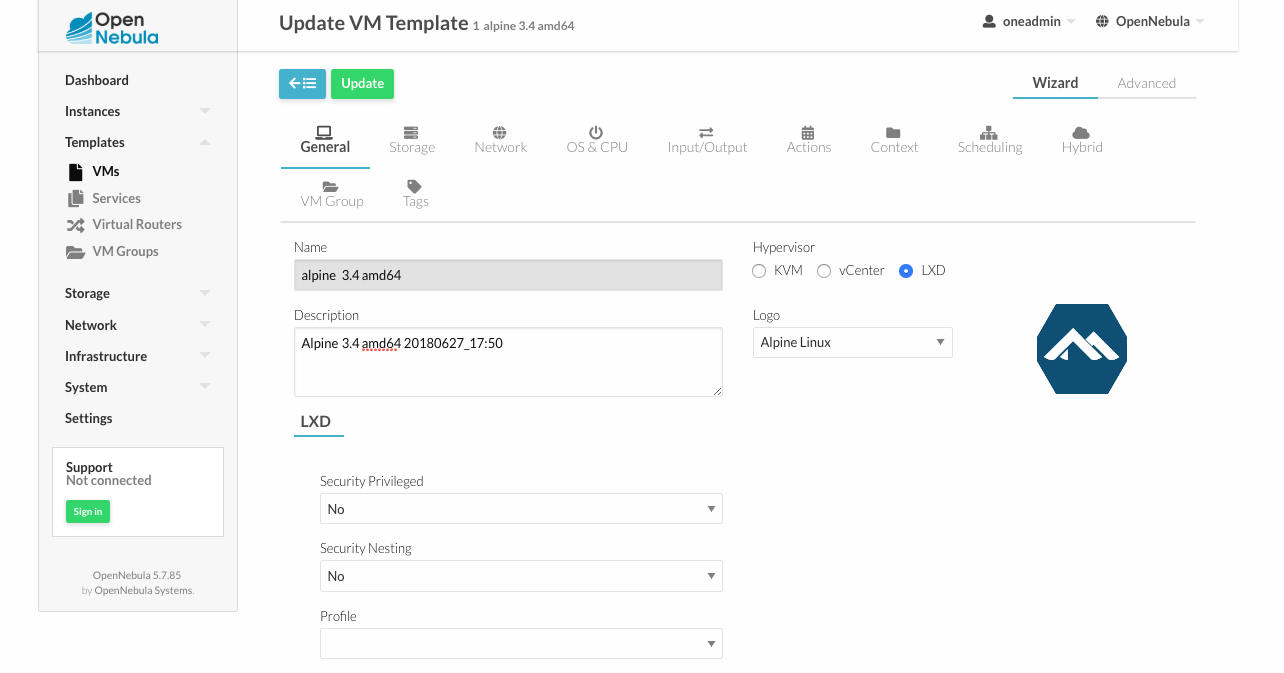 Open
Nebula
Update VM Template 1 alpine 3.4 amd64
oneadmin
OpenNebula
Dashboard
Instances
Templates
VMs
Services
Virtual Routers
VM Groups
Storage
Network
Infrastructure
System
Settings
Support
Not connected
Sign in
OpenNebula 5.7.85
by OpenNebula Systems.
Update
Wizard Advanced
General Storage Network OS & CPU Input/Output Actions Context Scheduling Hybrid
VM Group Tags
Name
alpine 3.4 amd64
Hypervisor
KVM vCenter LXD
Description
Alpine 3.4 amd64 20180627_17:50
Logo
Alpine Linux
LXD
Security Privileged
No
Security Nesting
No
Profile